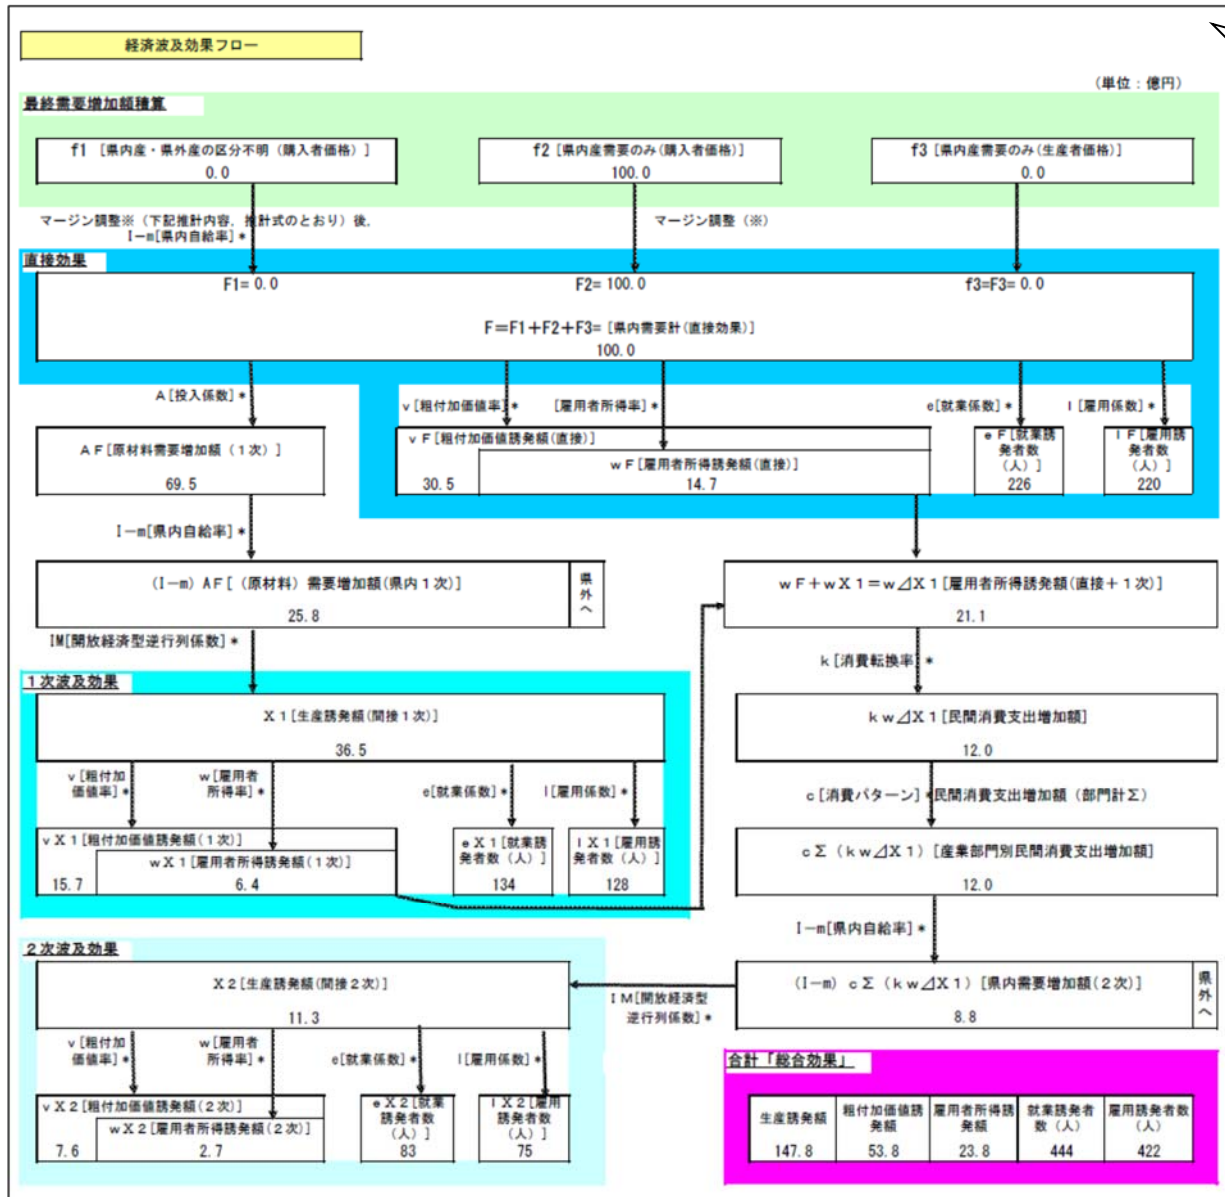 経済波及効果フロー
（単位：億円）
最終需要増加額積算
f1 [県内産・県外産の区分不明（購入者価格）]
0.0
f2 [県内産需要のみ(購入者価格)]
100.0
f3 [県内産需要のみ(生産者価格)]
0.0
マージン調整※（下記推計内容、推計式のとおり）後、
I－m[県内自給率]＊
マージン調整（※）
直接効果
F1= 0.0
F2= 100.0
f3=F3= 0.0
F＝F1＋F2＋F3= [県内需要計(直接効果)]
100.0
A[投入係数]＊
v[粗付加価値率]＊
[雇用者所得率]＊
e[就業係数]＊
l[雇用係数]＊
AF[原材料需要増加額（1次）]
69.5
vF[粗付加価値誘発額(直接)]
30.5
wF[雇用者所得誘発額(直接)]
14.7
eF[就業誘
発者数
（人）]
226
lF[雇用誘
発者数
（人）]
220
I－m[県内自給率]＊
(I－m) AF[（原材料）需要増加額(県内1次)]
25.8
県外へ
wF＋wX1＝w⊿X1[雇用者所得誘発額(直接＋1次)]
21.1
IM[開放経済型逆行列係数]＊
k[消費転換率]＊
1次波及効果
X1[生産誘発額(間接1次)]
36.5
kw⊿X1[民間消費支出増加額]
12.0
v[粗付加
価値率]＊
w[雇用者
所得率]＊
e[就業係数]＊
l[雇用係数]＊
c[消費パターン]＊民間消費支出増加額（部門計Σ）
vX1[粗付加価値誘発額(1次)]
15.7
wX1[雇用者所得誘発額(1次)]
6.4
eX1[就業誘
発者数（人）]
134
lX1[雇用誘
発者数（人）]
128
cΣ（kw⊿X1）[産業部門別民間消費支出増加額]
12.0
I－m[県内自給率]＊
2次波及効果
X2[生産誘発額(間接2次)]
11.3
IM[開放経済型
逆行列係数]＊
(I－m) cΣ（kw⊿X1）[県内需要増加額(2次)]
8.8
県外へ
v[粗付加
価値率]＊
w[雇用者
所得率]＊
e[就業係数]＊
l[雇用係数]＊
vX2[粗付加価値誘発額(2次)]
7.6
wX2[雇用者所得誘発額(2次)]
2.7
eX2[就業
誘発者数
（人）]
83
lX2[雇用
誘発者数
（人）]
75
合計「総合効果」
生産誘発額
粗付加価値誘
発額
雇用者所得誘
発額
就業誘発者
数（人）
雇用誘発者数
（人）
147.8
53.8
23.8
444
422